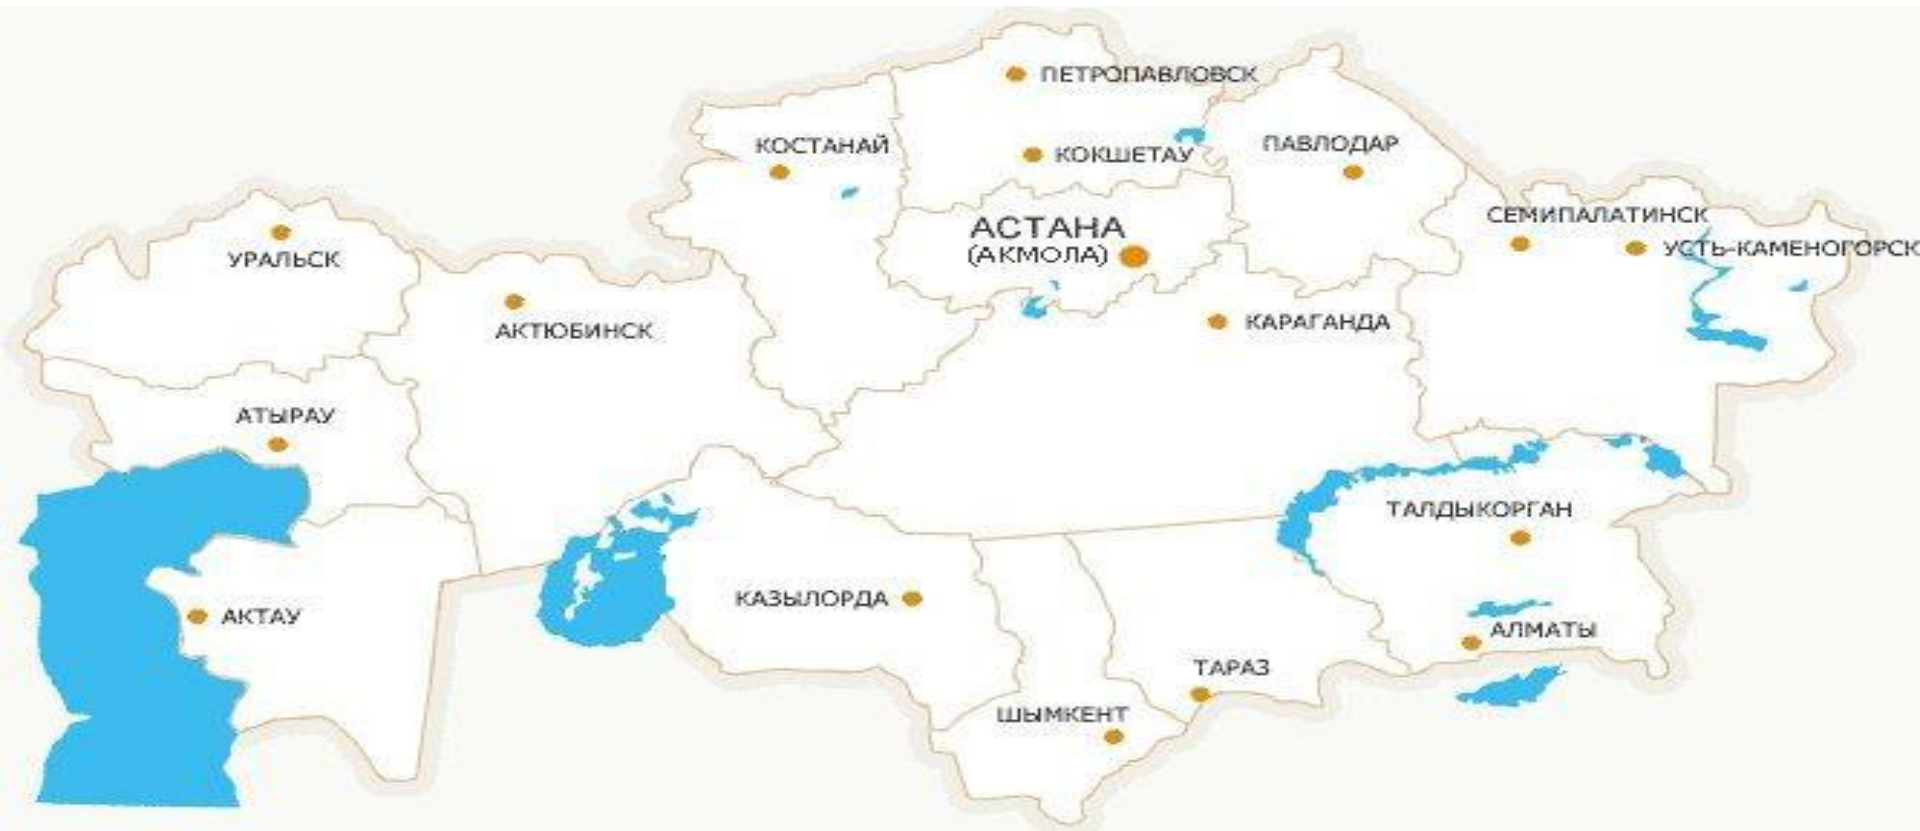 ПЕТРОПАВЛОВСК
КОСТАНАЙ
КОКШЕТАУ
ПАВЛОДАР
АСТАНА
(АКМОЛА)
СЕМИПАЛАТИНСК
УСТЬ-КАМЕНОГОРСК
УРАЛЬСК
АКТЮБИНСК
КАРАГАНДА
АТЫРАУ
ТАЛДЫКОРГАН
КАЗЫЛОРДА
АКТАУ
АЛМАТЫ
ТАРАЗ
ШЫМКЕНТ